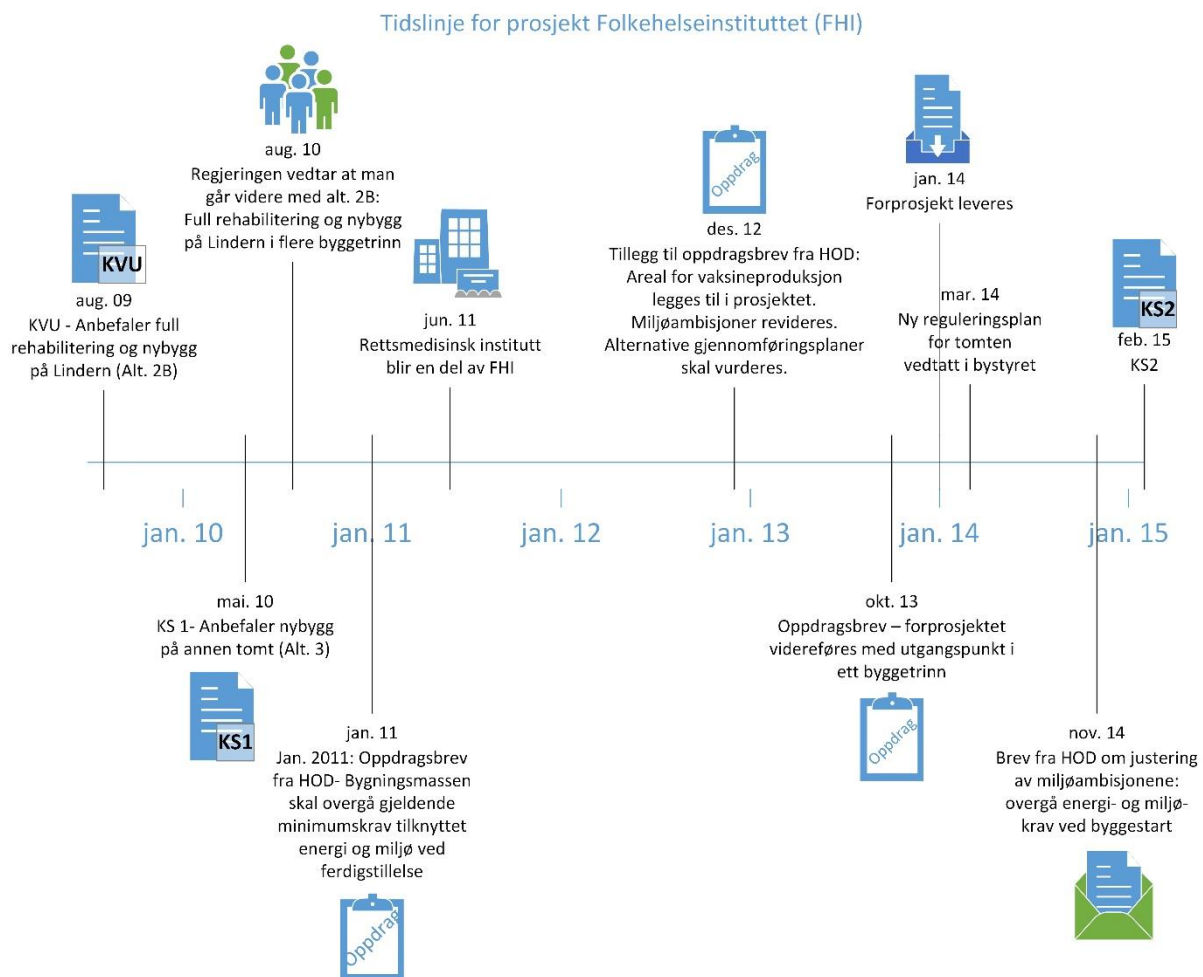 Tidslinje for prosjekt Folkehelseinstituttet (FHI)
KVU
aug. 09
KVU - Anbefaler full
rehabilitering og nybygg
på Lindern (Alt. 2B)
aug. 10
Regjeringen vedtar at man
går videre med alt. 2B:
Full rehabilitering og nybygg
på Lindern i flere byggetrinn
jun. 11
Rettsmedisinsk institutt
blir en del av FHI
Oppdrag
des. 12
Tillegg til oppdragsbrev fra HOD:
Areal for vaksineproduksjon
legges til i prosjektet.
Miljøambisjoner revideres.
Alternative gjennomføringsplaner
skal vurderes.
jan. 14
Forprosjekt leveres
mar. 14
Ny reguleringsplan
for tomten
vedtatt i bystyret
KS2
feb. 15
KS2
jan. 10
jan. 11
jan. 12
jan. 13
jan. 14
jan. 15
mai. 10
KS 1- Anbefaler nybygg
på annen tomt (Alt. 3)
KS1
jan. 11
Jan. 2011: Oppdragsbrev
fra HOD- Bygningsmassen
skal overgå gjeldende
minimumskrav tilknyttet
energi og miljø ved
ferdigstillelse
Oppdrag
okt. 13
Oppdragsbrev – forprosjektet
videreføres med utgangspunkt i
ett byggetrinn
Oppdrag
nov. 14
Brev fra HOD om justering
av miljøambisjonene:
overgå energi- og miljø-
krav ved byggestart